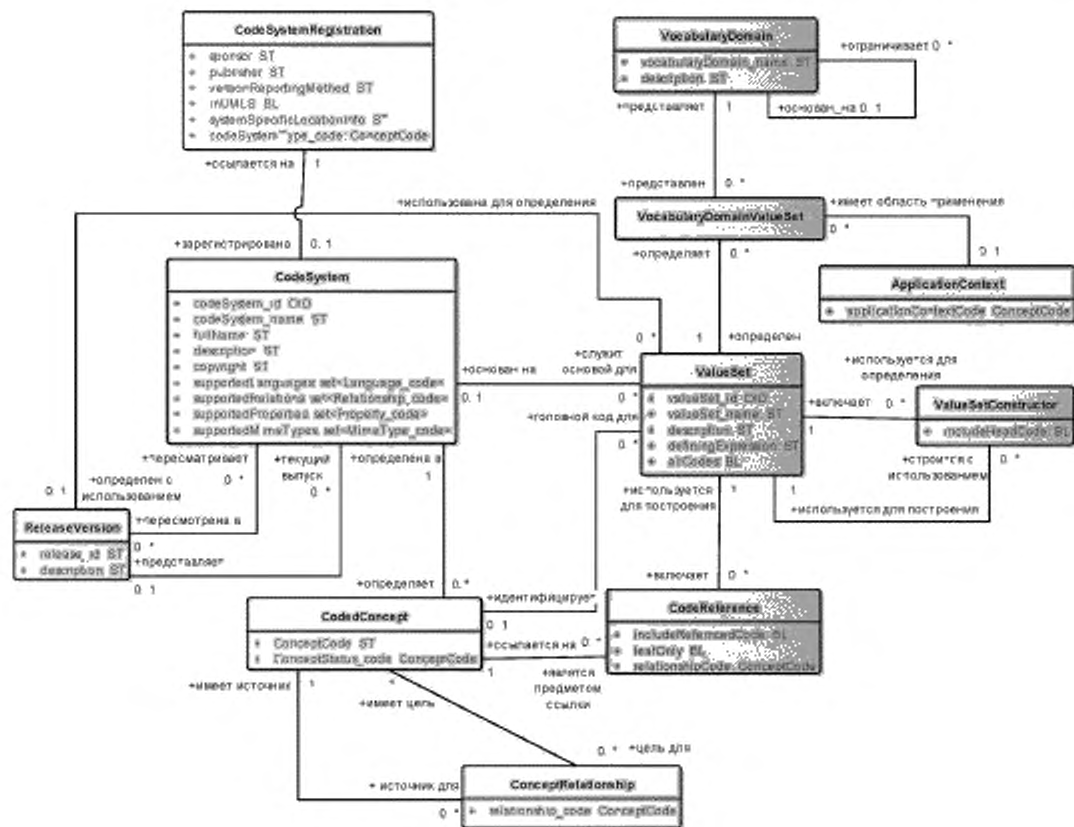 CodeSystemRegistration
+ sponsor ST
+ publisher ST
+ versionReportingMethod ST
+ inUMLS BL
+ systemSpecificLocationInfo ST
+ codeSystemType_code: ConceptCode
VocabularyDomain
+ vocabularyDomain_name ST
+ description ST
+ограничивает 0 *
+основан_на 0. 1
+представляет 1
+ссылается на 1
+представлен 0. *
+использована для определения
VocabularyDomainValueSet
+имеет область применения
0 *
+определяет 0. *
0 1
+зарегистрировано 0. 1
ApplicationContext
+ applicationContextCode ConceptCode
CodeSystem
+ codeSystem_id OID
+ codeSystem_name ST
+ fullName ST
+ description ST
+ copyright ST
+ supportedLanguages set<Language_code>
+ supportedRelations set<Relationship_code>
+ supportedProperties set<Property_code>
+ supportedMimeTypes set<MimeType_code>
0 * 1 +определен
+основан на
0. 1
+служит
основой для
0. *
ValueSet
+ valueSet_id OID
+ valueSet_name ST
+ description ST
+ definingExpression ST
+ allCodes BL
+используется для
определения
+включает 0. *
1
ValueSetConstructor
+ includeHeadCode BL
+головной код для
0. *
+пересматривает
0. *
+текущий
выпуск
0. *
+определена в
1
+определен с
использованием
0. 1
+используется
для построения
1
+строится с
использованием
0. *
1
+используется для построения
ReleaseVersion
+ release_id ST
+ description ST
+пересмотрена в
0 *
+представляет
0. 1
+определяет 0. *
+идентифицирует
0. 1
+включает 0. *
CodedConcept
+ ConceptCode ST
+ ConceptStatus_code ConceptCode
+ссылается на 0. *
1
CodeReference
+ includeReferencedCode BL
+ leafOnly BL
+ relationshipCode ConceptCode
+явятся
предметом
ссылки
+имеет источник 1
+имеет цель
0. * +цель для
+ источник для
0 *
ConceptRelationship
+ relationship_code ConceptCode